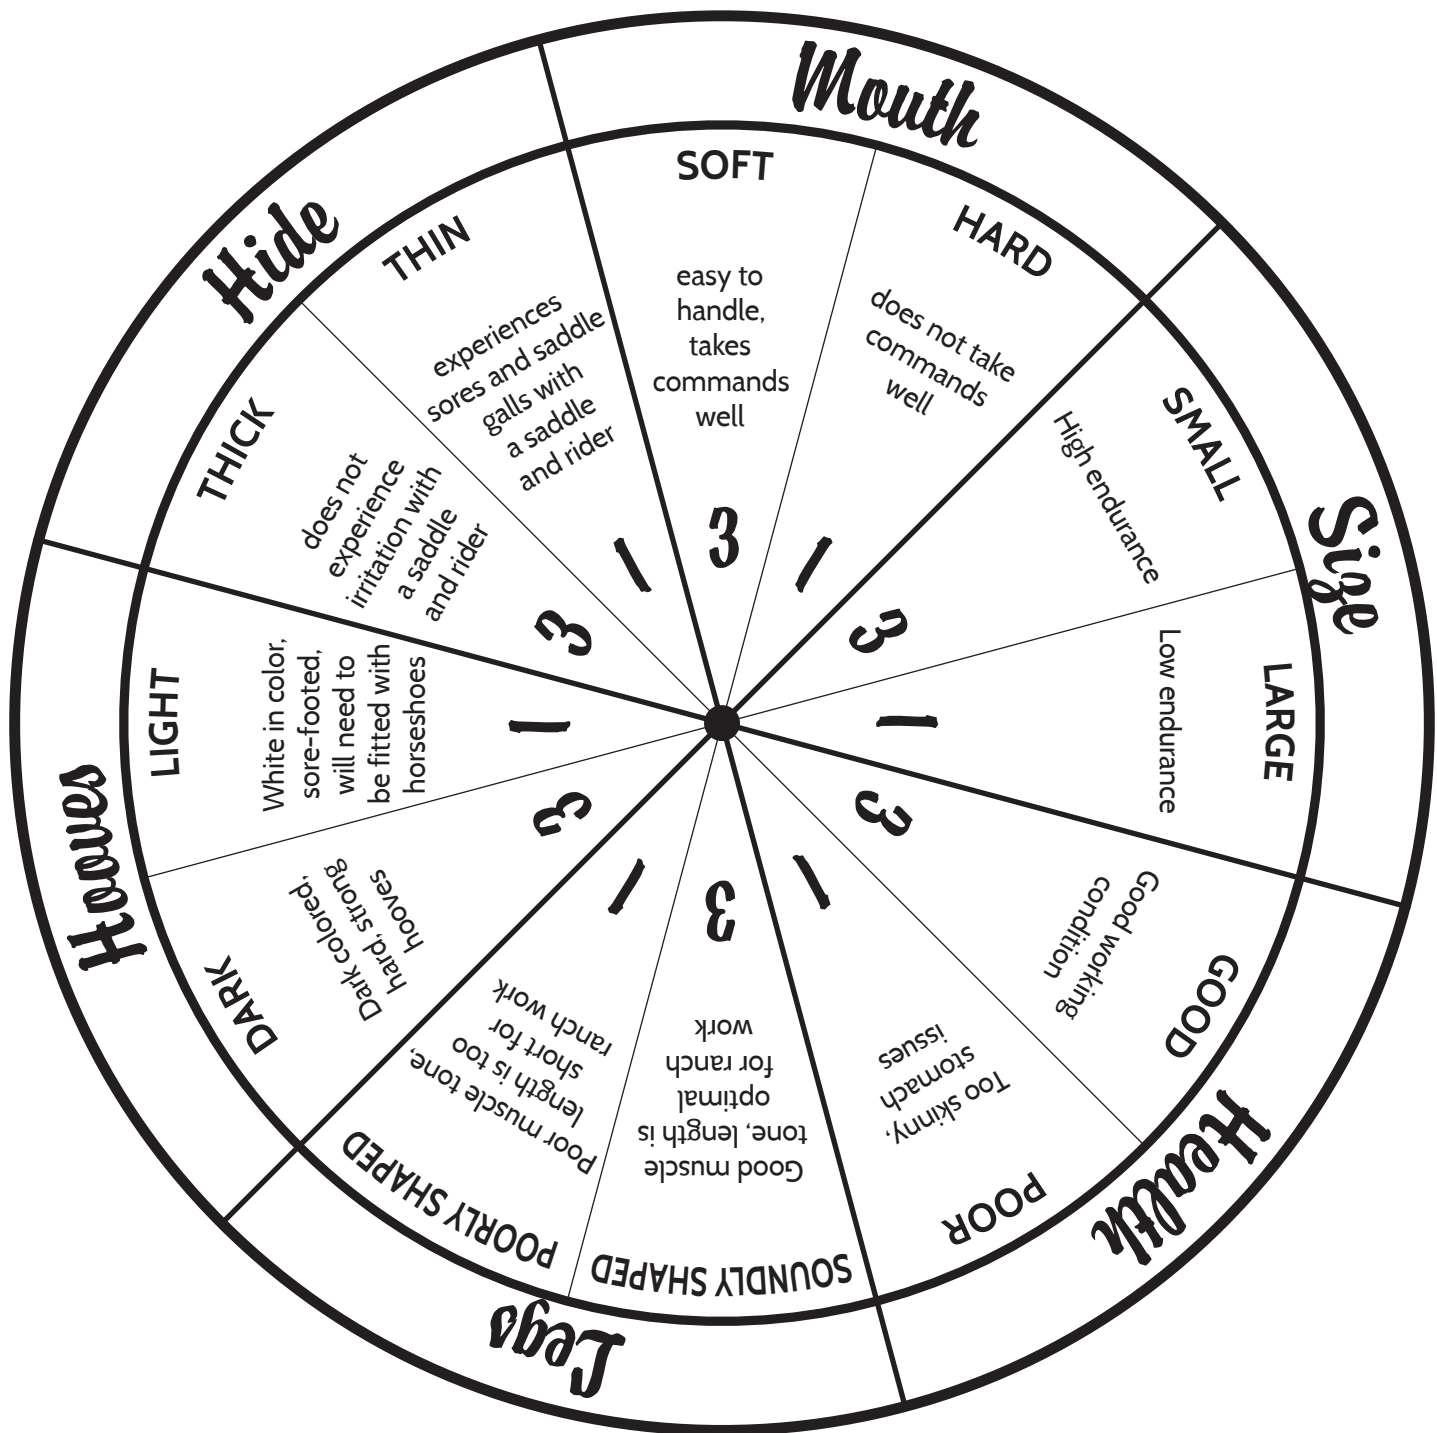 Mouth
SOFT
easy to
handle,
takes
commands
well
3
HARD
does not take
commands
well
1
Size
SMALL
High endurance
3
LARGE
Low endurance
1
Health
GOOD
Good working
condition
3
POOR
Too skinny,
stomach
issues
1
Legs
SOUNDLY SHAPED
Good muscle
tone, length is
optimal
for ranch
work
3
POORLY SHAPED
Poor muscle tone,
length is too
short for
ranch work
1
Hooves
DARK
Dark colored,
hard, strong
hooves
3
LIGHT
White in color,
sore-footed,
will need to
be fitted with
horseshoes
1
Hide
THICK
does not
experience
irritation with
a saddle
and rider
3
THIN
experiences
sores and saddle
galls with
a saddle
and rider
1